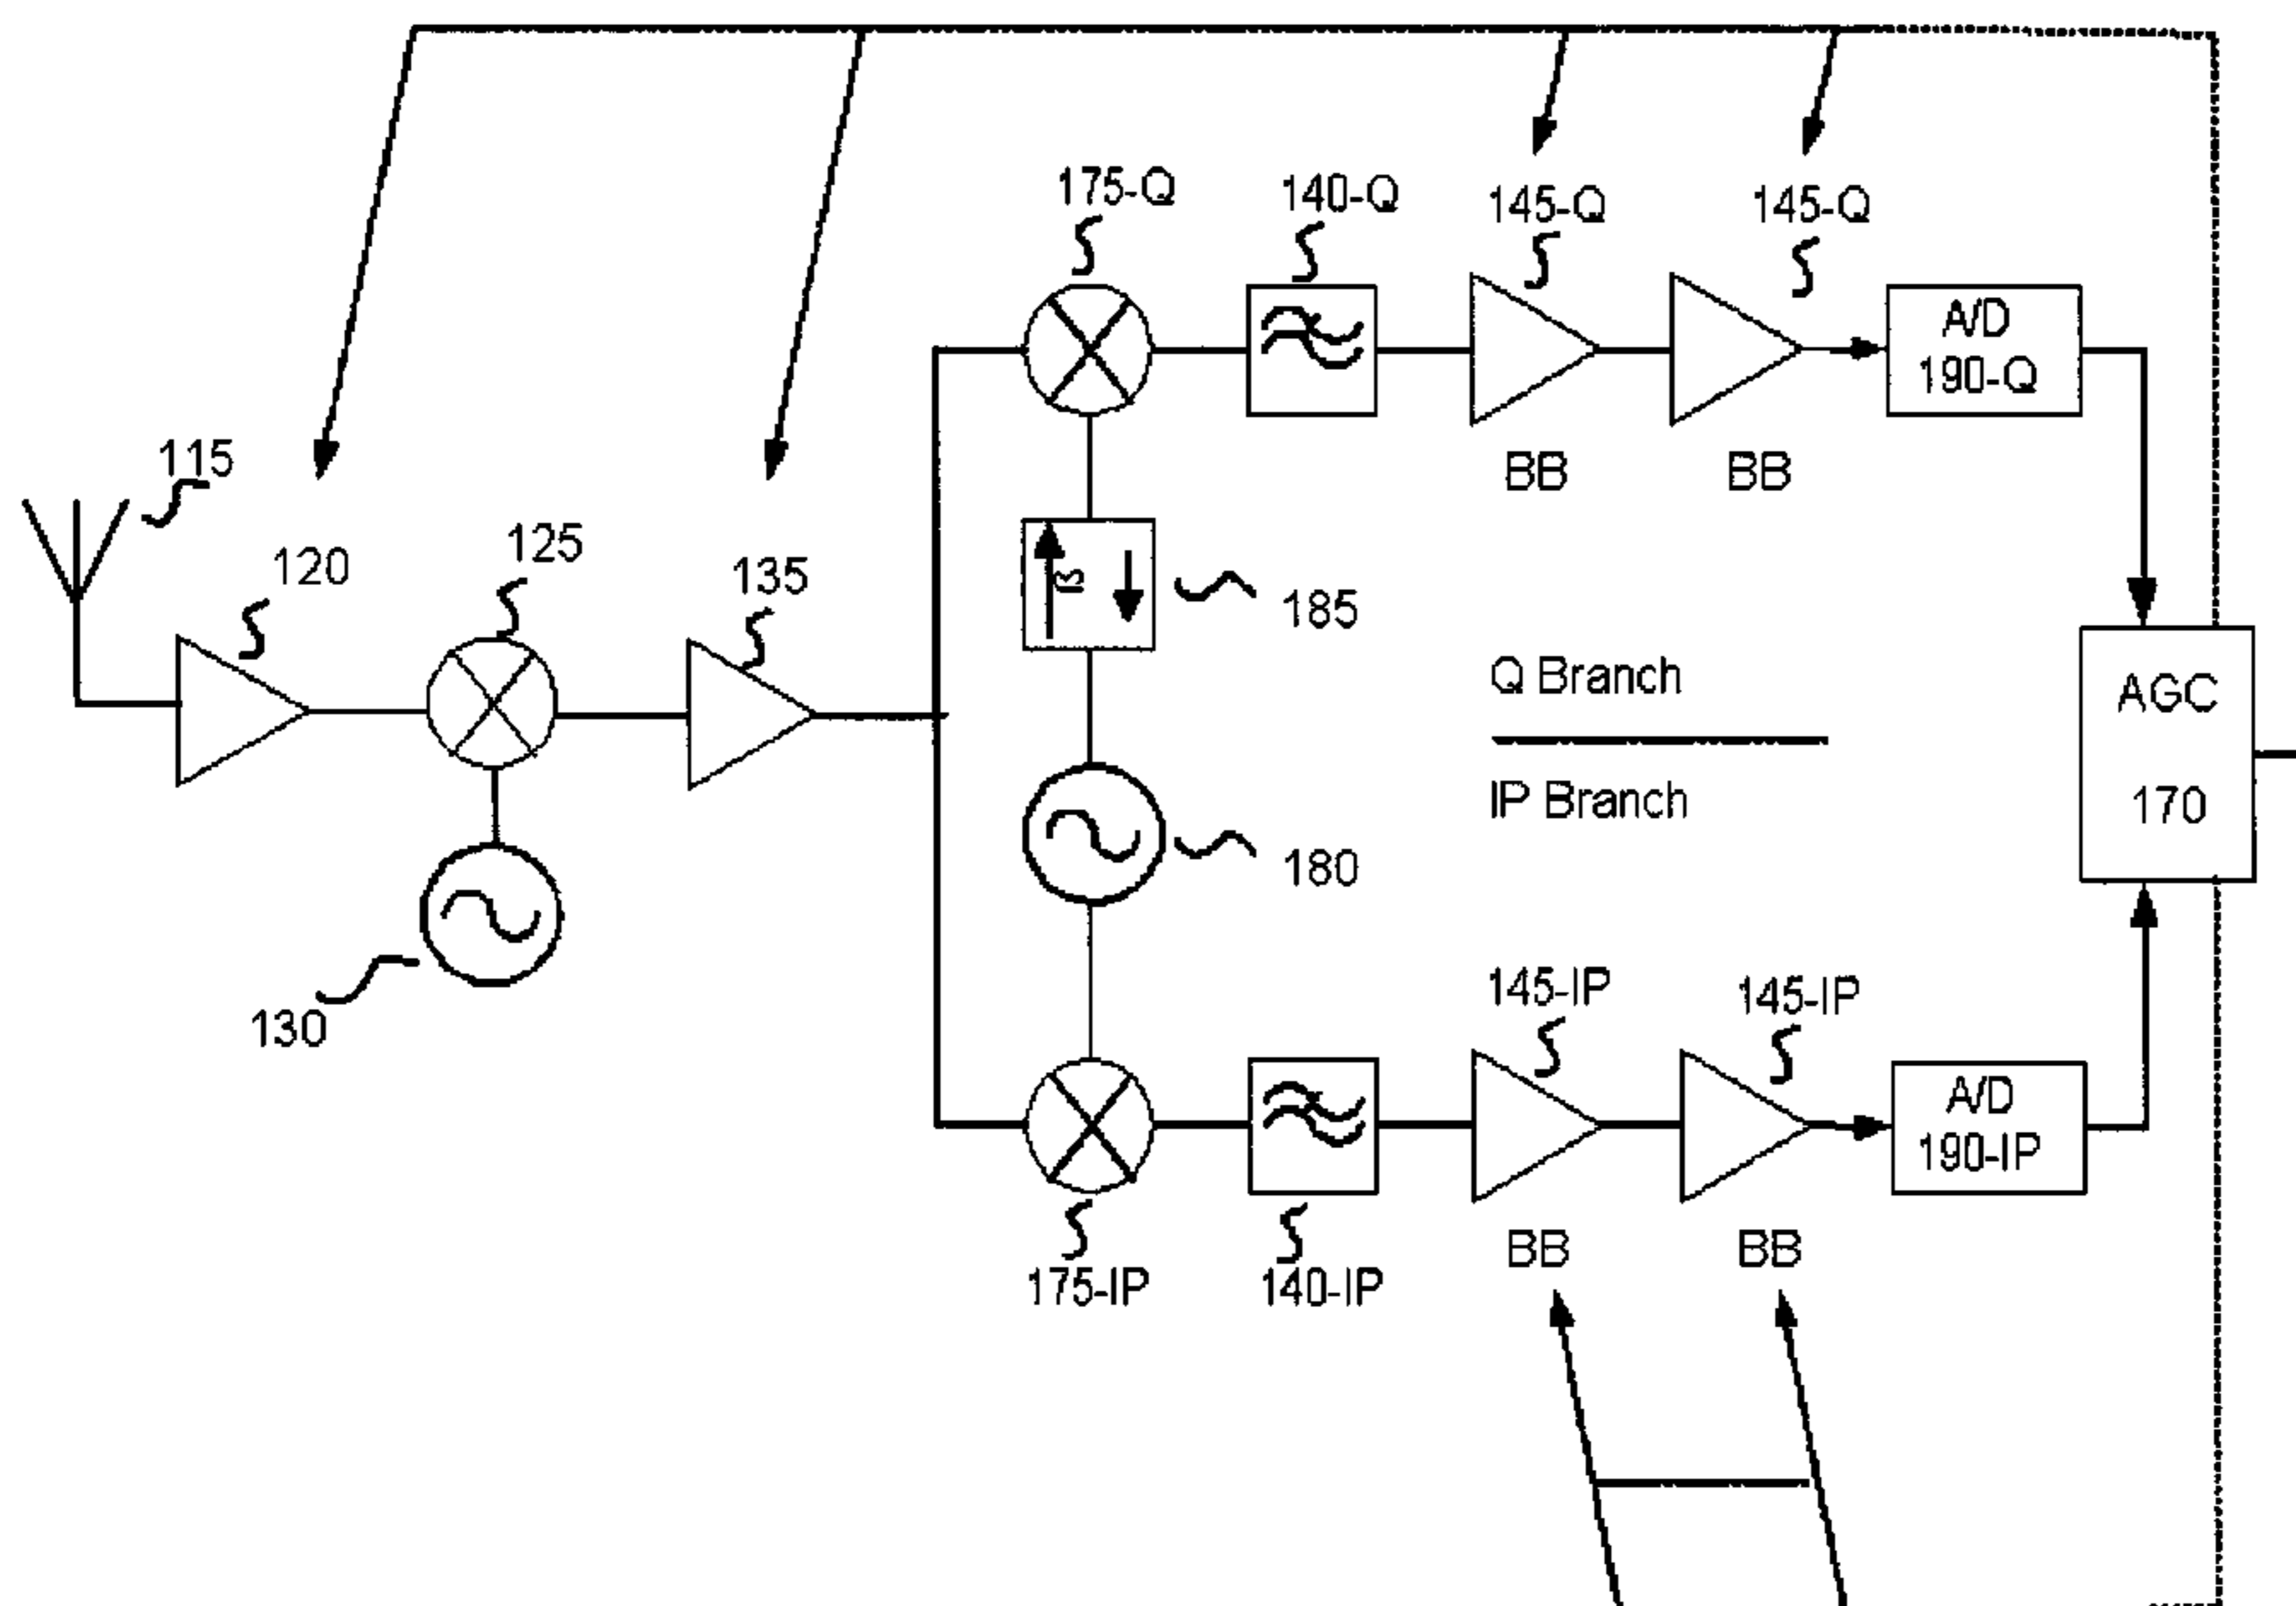 175-Q
140-Q
145-Q
145-Q
A/D
190-Q
BB
BB
115
120
125
135
ß
185
Q Branch
AGC
170
IP Branch
180
130
145-IP
145-IP
A/D
190-IP
BB
BB
175-IP
140-IP